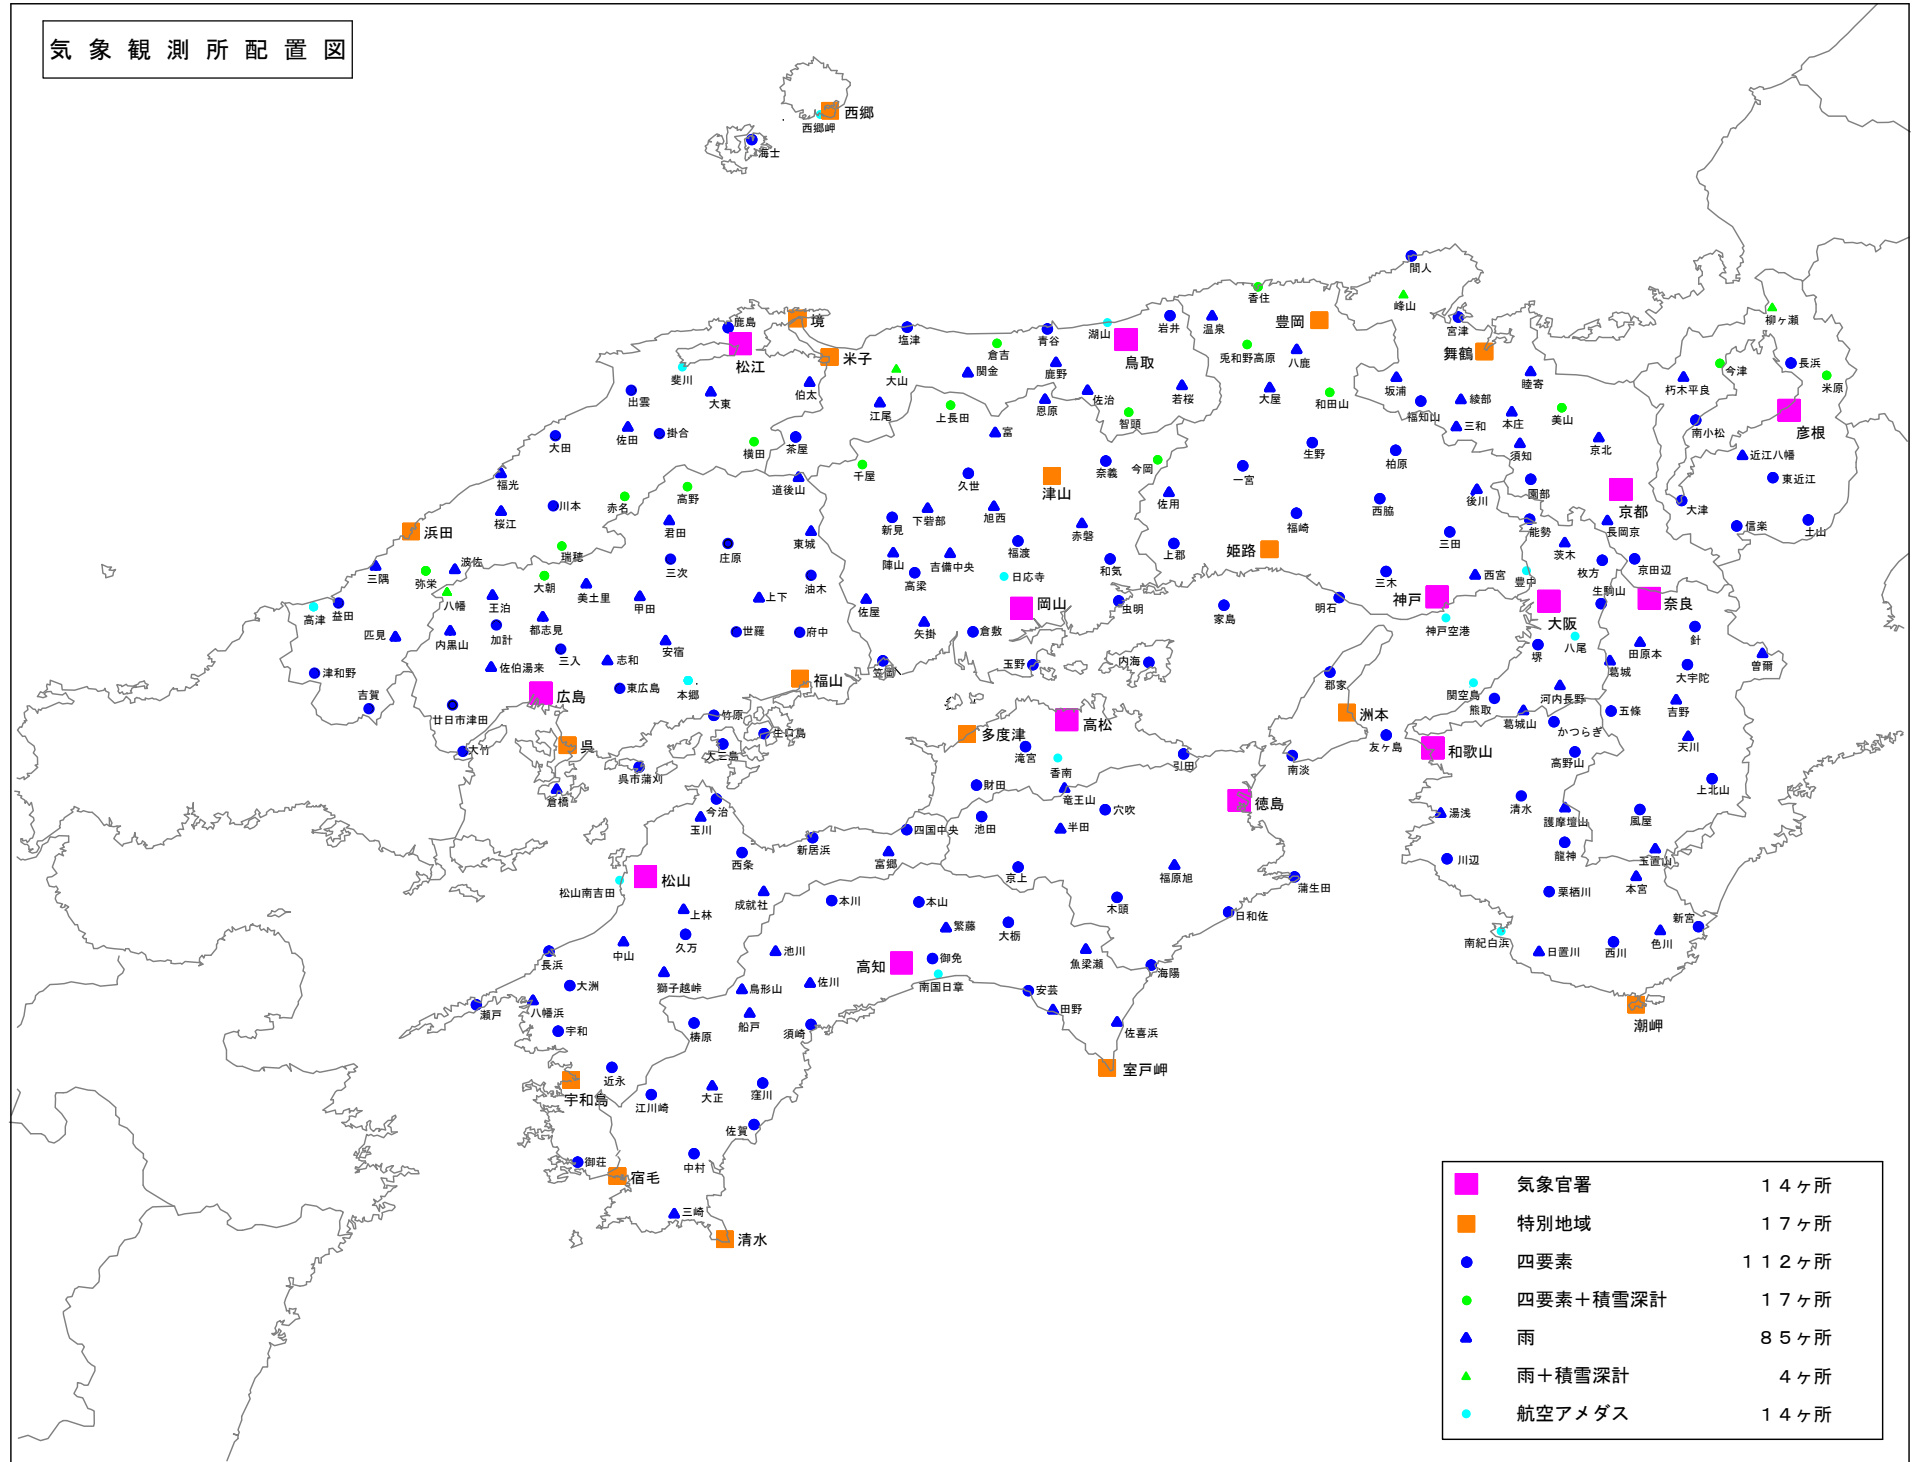 気象観測所配置図
西郷
西郷岬
海士
間人
香住
峰山
柳ヶ瀬
鹿島
境
塩津
青谷
湖山
岩井
温泉
豊岡
宮津
松江
米子
倉吉
鳥取
兎和野高原
八鹿
舞鶴
今津
長浜
斐川
大山
関金
鹿野
睦寄
朽木平良
米原
出雲
大東
伯太
江尾
上長田
恩原
佐治
若桜
大屋
和田山
坂浦
福知山
綾部
本庄
美山
彦根
智頭
佐田
掛合
三和
南小松
大田
横田
茶屋
富
生野
柏原
須知
京北
近江八幡
千屋
久世
津山
奈義
今岡
一宮
福光
道後山
東近江
川本
赤名
高野
佐用
西脇
後川
園部
京都
大津
桜江
新見
下砦部
旭西
赤磐
福崎
能勢
長岡京
信楽
土山
浜田
君田
東城
三田
瑞穂
庄原
陣山
吉備中央
福渡
上郡
姫路
茨木
枚方
京田辺
三隅
弥栄
波佐
大朝
三次
油木
高梁
日応寺
和気
三木
西宮
豊中
生駒山
八幡
王泊
美土里
甲田
上下
佐屋
岡山
虫明
家島
明石
神戸
大阪
奈良
高津
益田
都志見
神戸空港
匹見
内黒山
加計
世羅
府中
矢掛
倉敷
八尾
針
三入
安宿
堺
田原本
曽爾
津和野
佐伯湯来
志和
笠岡
玉野
内海
葛城
大宇陀
東広島
本郷
福山
郡家
関空島
河内長野
吉賀
廿日市津田
広島
熊取
吉野
竹原
高松
洲本
葛城山
五條
生口島
多度津
友ヶ島
かつらぎ
大竹
呉
大三島
滝宮
引田
和歌山
天川
呉市蒲刈
香南
南淡
高野山
倉橋
財田
竜王山
上北山
今治
徳島
清水
玉川
池田
穴吹
湯浅
護摩壇山
風屋
四国中央
半田
新居浜
西条
富郷
龍神
玉置山
川辺
京上
松山
松山南吉田
福原旭
蒲生田
本宮
成就社
栗栖川
本川
本山
木頭
上林
日和佐
新宮
繁藤
大栃
南紀白浜
色川
久万
中山
西川
長浜
池川
高知
御免
魚梁瀬
日置川
海陽
獅子越峠
南国日章
大洲
鳥形山
佐川
安芸
八幡浜
瀬戸
田野
潮岬
船戸
須崎
佐喜浜
宇和
梼原
室戸岬
近永
宇和島
大正
窪川
江川崎
佐賀
中村
御荘
宿毛
三崎
清水
気象官署 14ヶ所
特別地域 17ヶ所
四要素 112ヶ所
四要素＋積雪深計 17ヶ所
雨 85ヶ所
雨＋積雪深計 4ヶ所
航空アメダス 14ヶ所